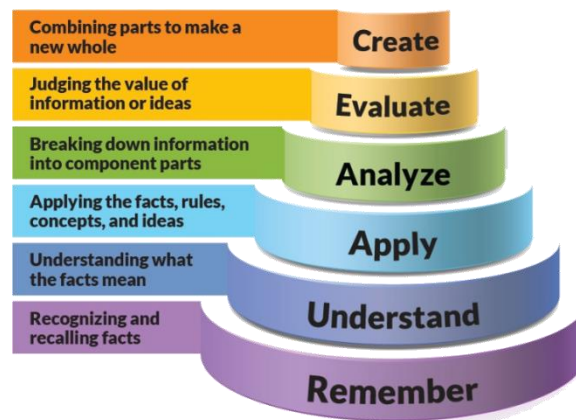 Combining parts to make a
new whole
Create
Judging the value of
information or ideas
Evaluate
Breaking down information
into component parts
Analyze
Applying the facts, rules,
concepts, and ideas
Apply
Understanding what
the facts mean
Understand
Recognizing and
recalling facts
Remember